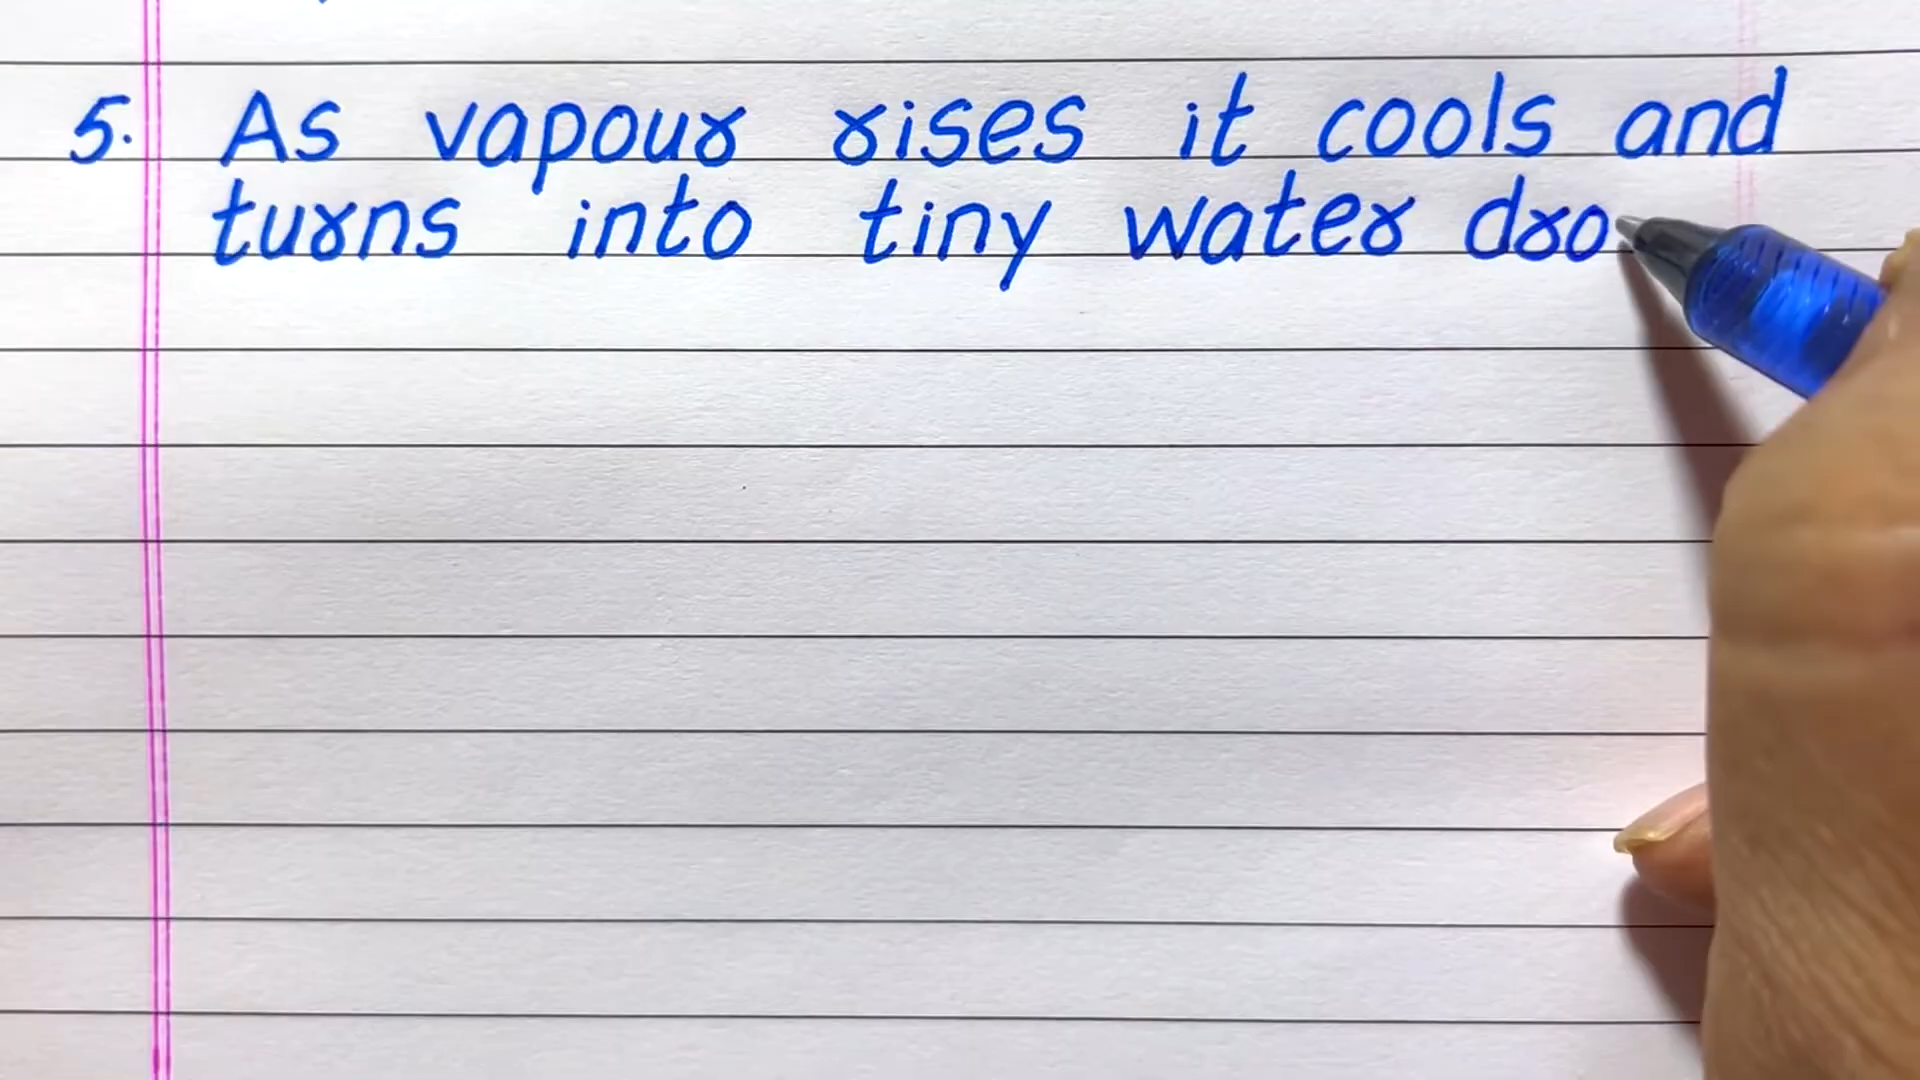 5. As vapour rises it cools and
turns into tiny water dro